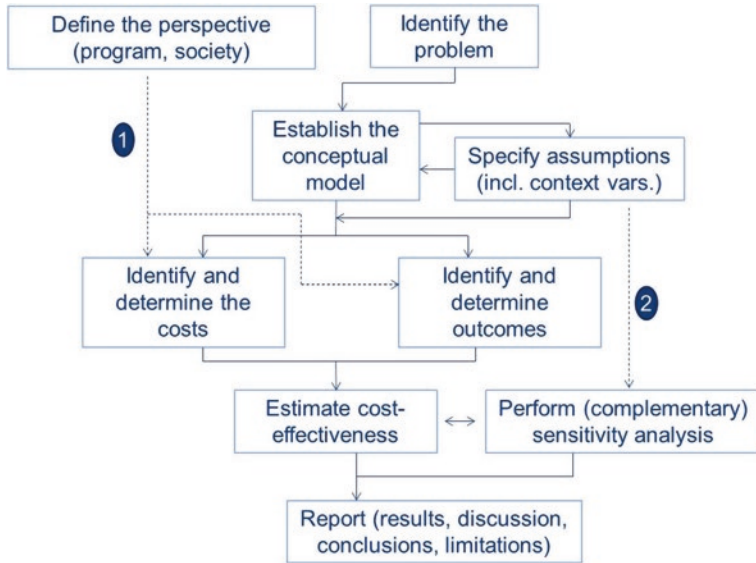 Define the perspective
(program, society)
Identify the
problem
1
Establish the
conceptual
model
Specify assumptions
(incl. context vars.)
Identify and
determine the
costs
Identify and
determine
outcomes
2
Estimate cost-
effectiveness
Perform (complementary)
sensitivity analysis
Report (results, discussion,
conclusions, limitations)